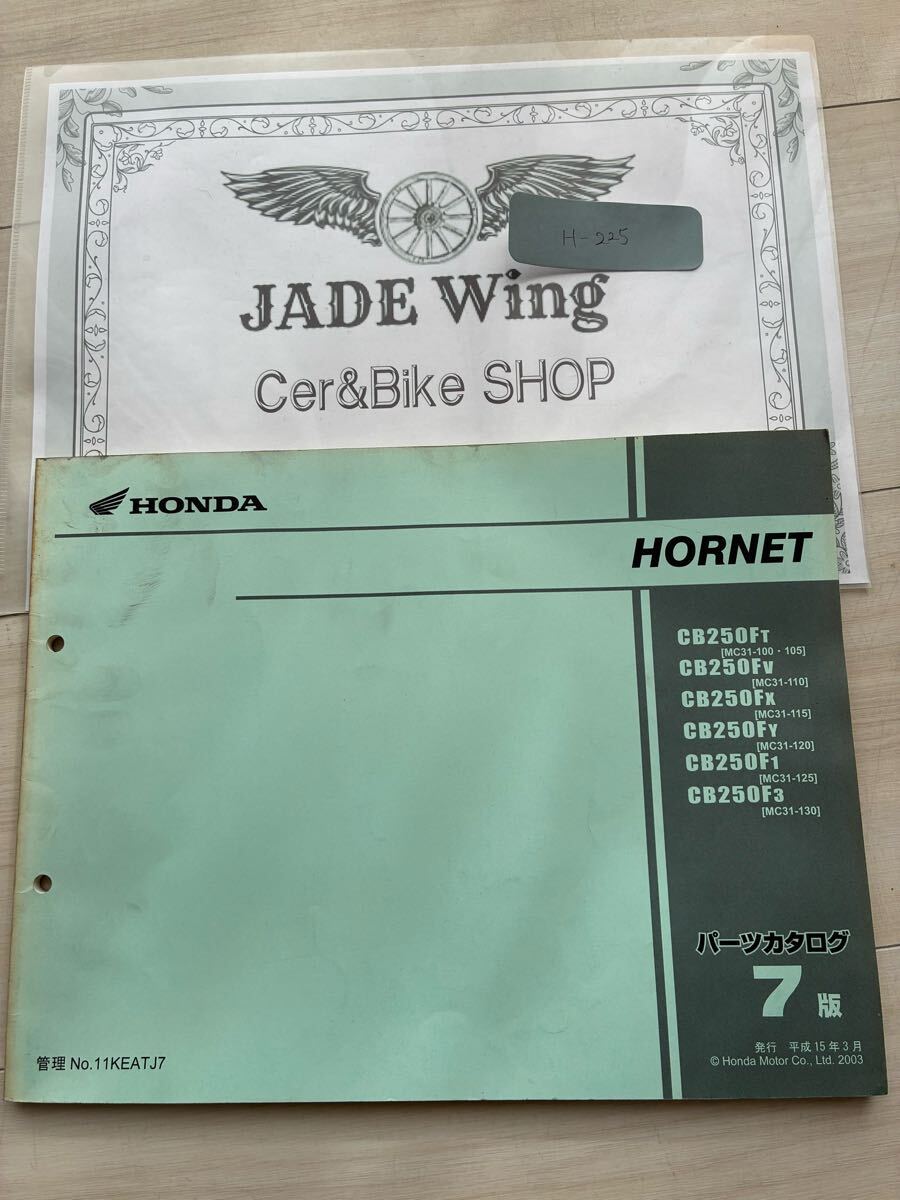 H-225
JADE Wing
Cer&Bike SHOP
HONDA
HORNET
CB250FT
[MC31-100・105]
CB250FV
[MC31-110]
CB250FX
[MC31-115]
CB250FY
[MC31-120]
CB250F1
[MC31-125]
CB250F3
[MC31-130]
パーツカタログ
7版
発行 平成15年3月
© Honda Motor Co., Ltd. 2003
管理 No.11KEATJ7